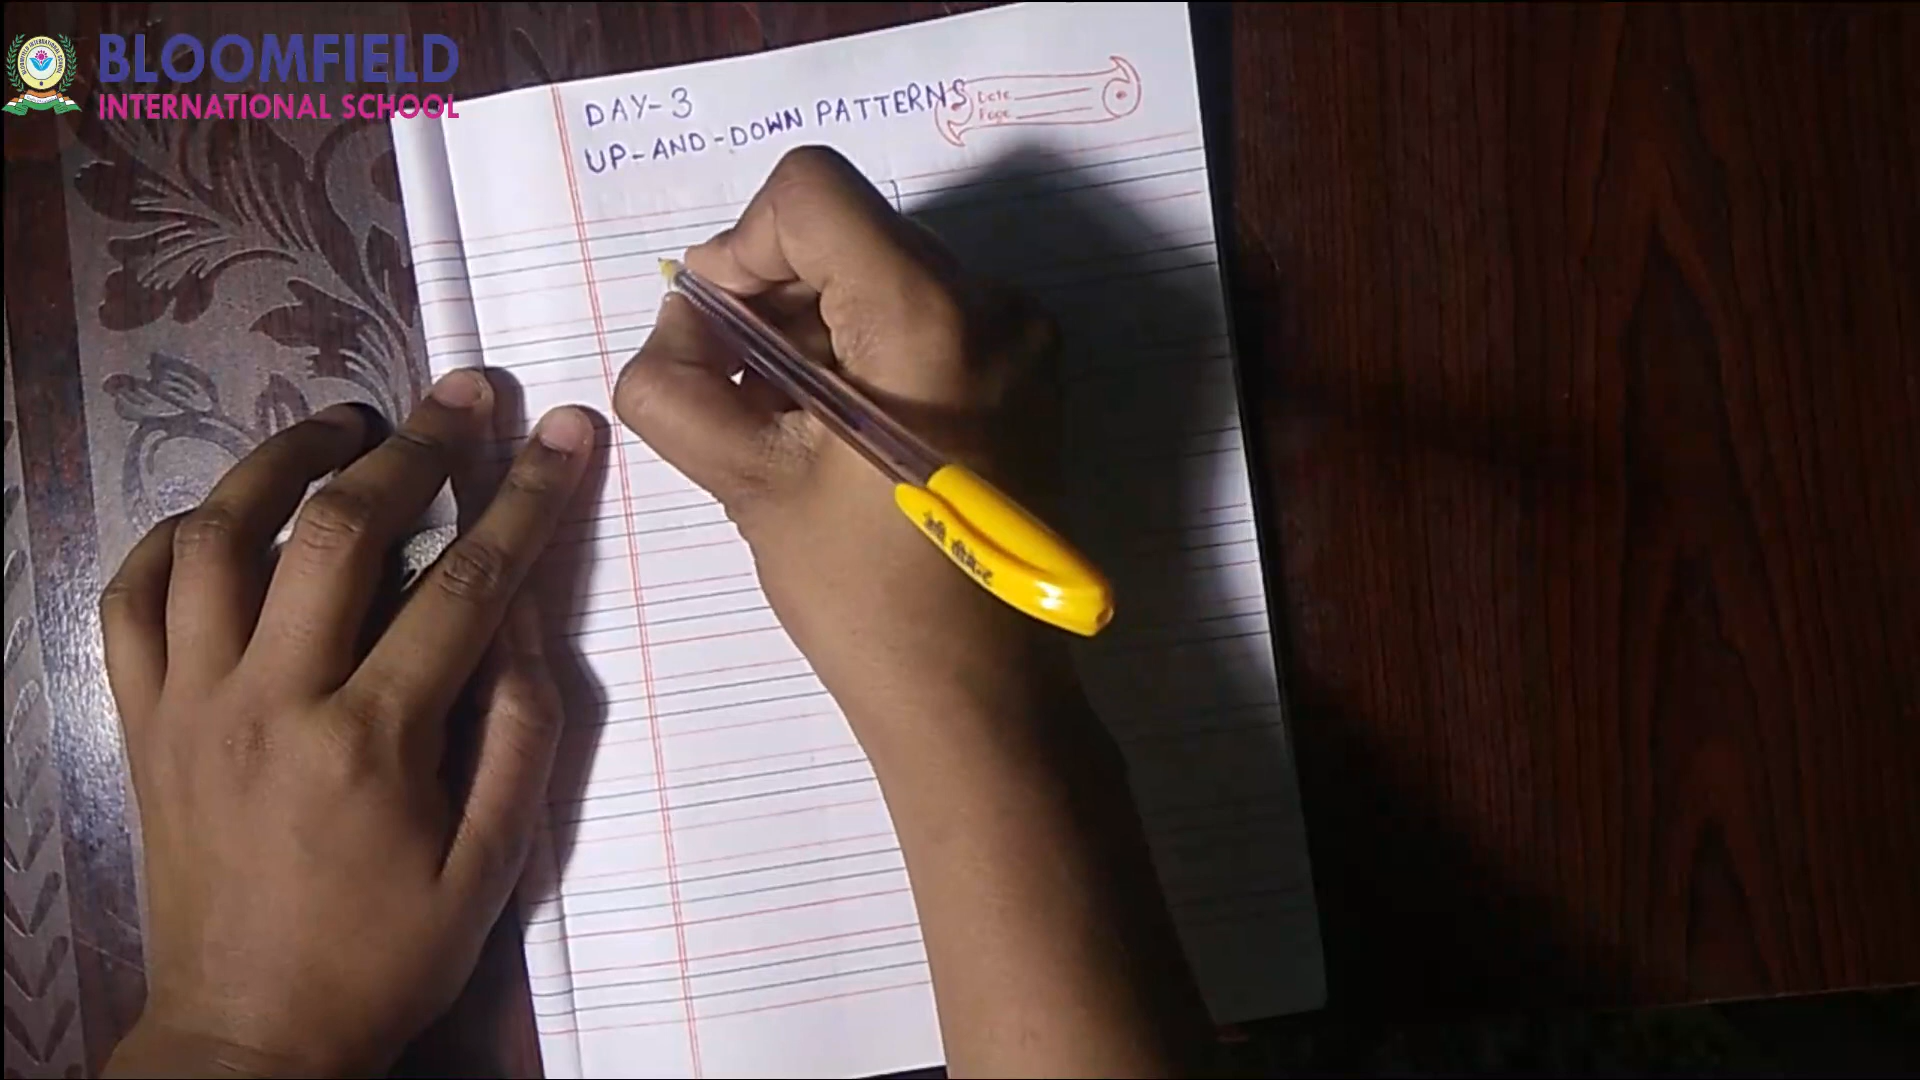 BLOOMFIELD
INTERNATIONAL SCHOOL
DAY-3
UP-AND-DOWN PATTERNS
Date
Page